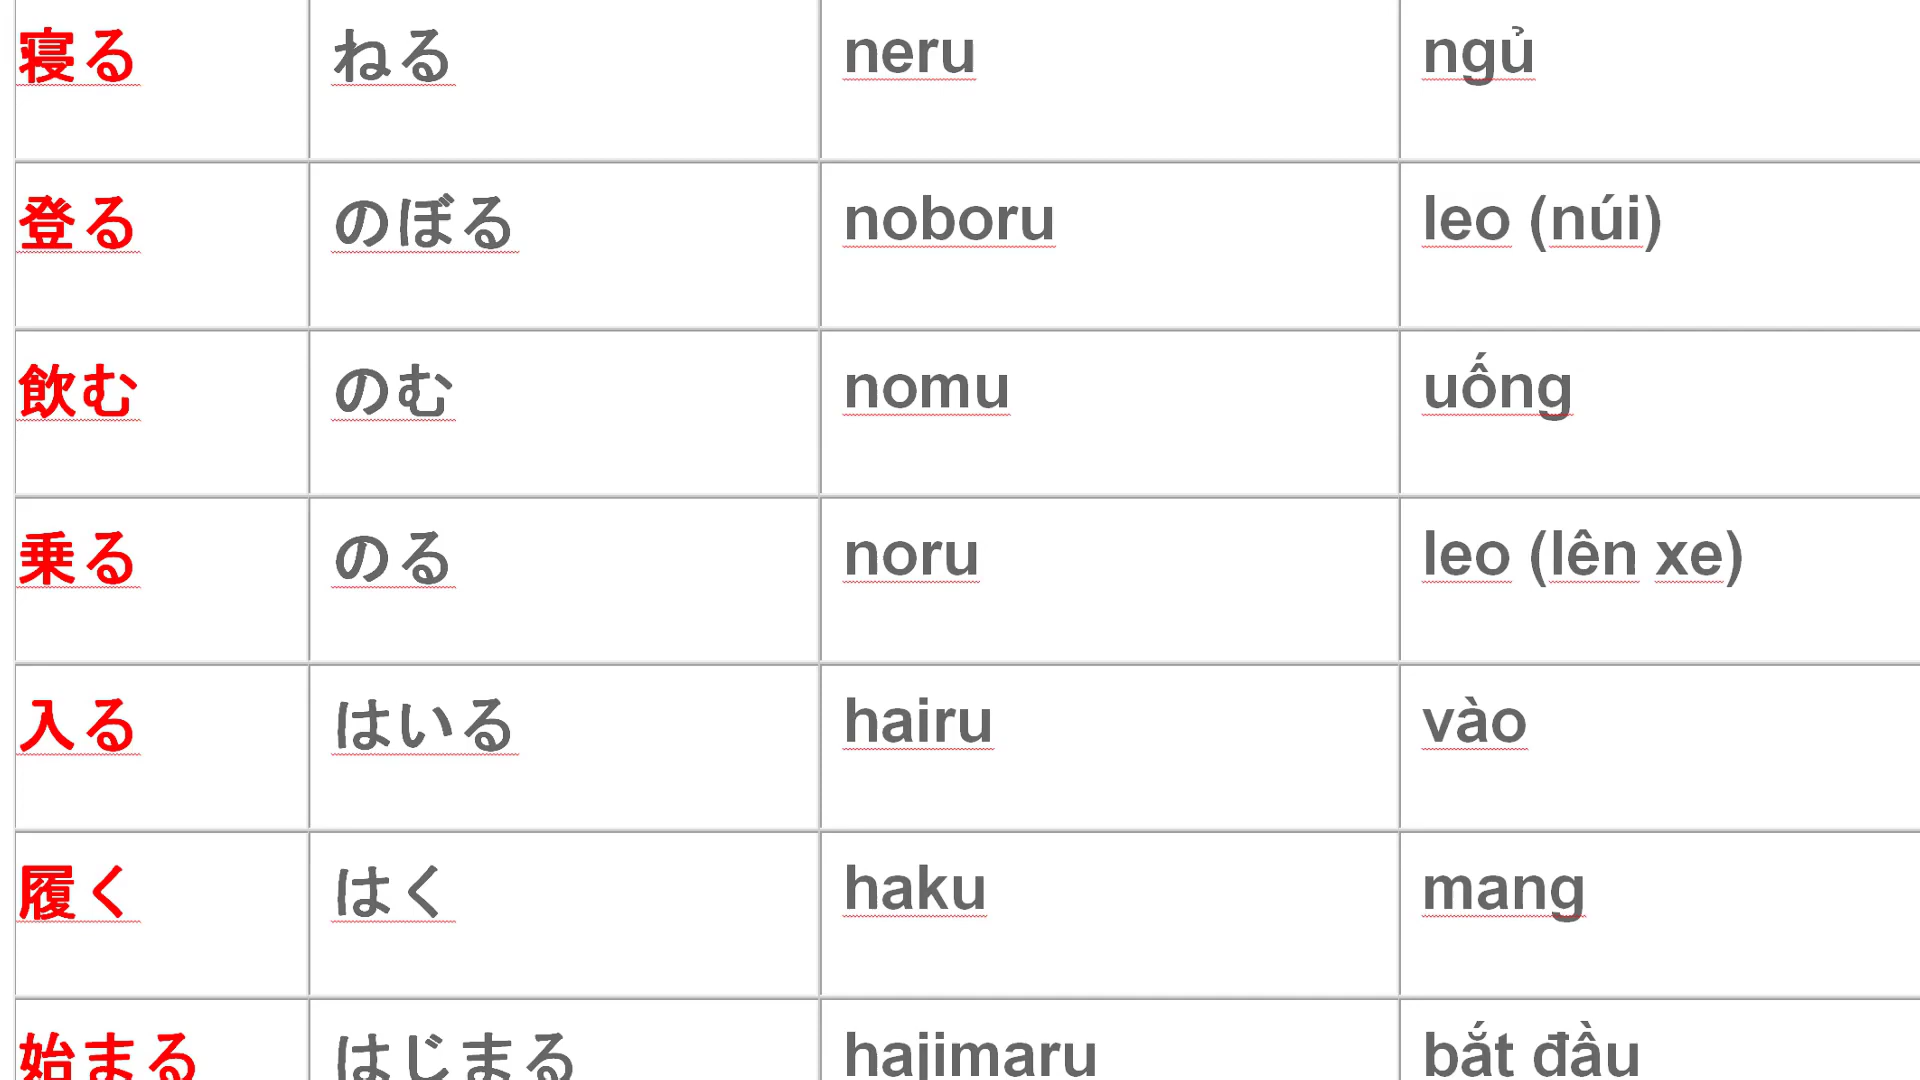 寝る ねる neru ngủ
登る のぼる noboru leo (núi)
飲む のむ nomu uống
乗る のる noru leo (lên xe)
入る はいる hairu vào
履く はく haku mang
始まる はじまる hajimaru bắt đầu